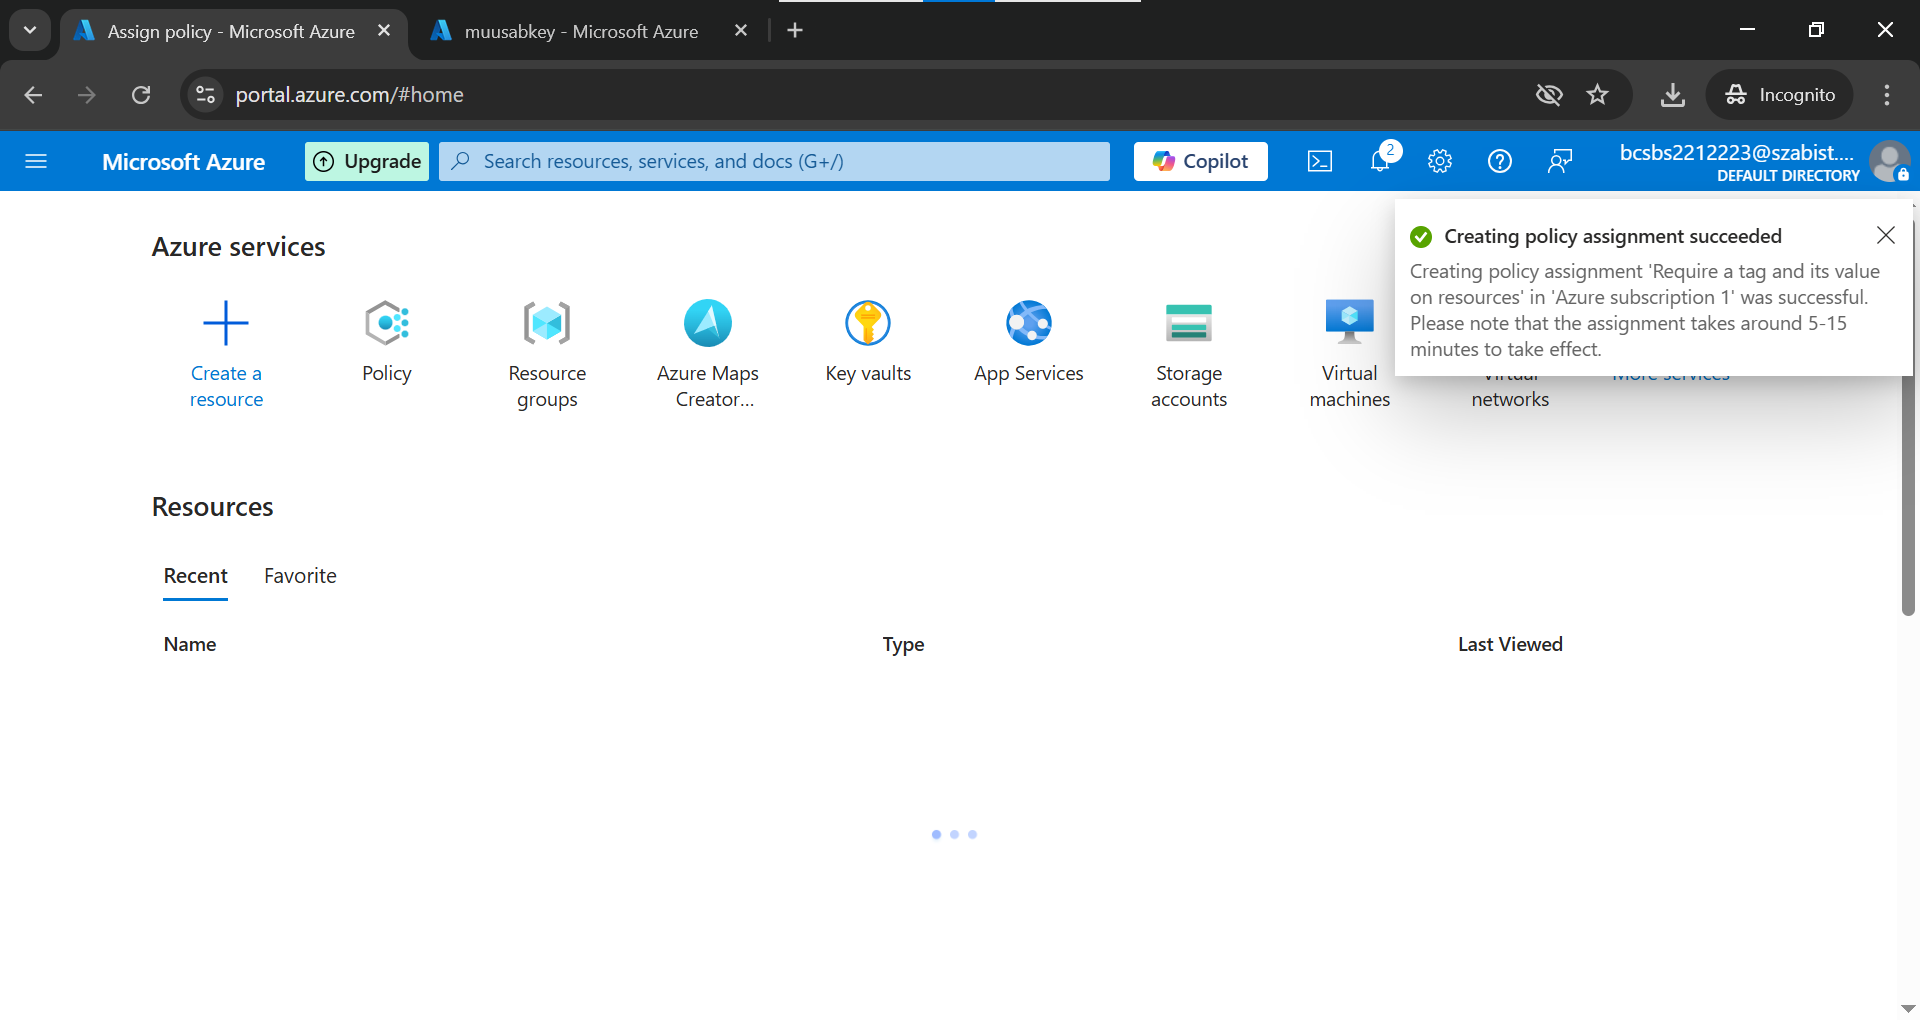 Assign policy - Microsoft Azure
muusabkey - Microsoft Azure
portal.azure.com/#home
Incognito
Microsoft Azure
Upgrade
Search resources, services, and docs (G+/)
Copilot
2
bcsbs2212223@szabist....
DEFAULT DIRECTORY
Creating policy assignment succeeded
Creating policy assignment 'Require a tag and its value
on resources' in 'Azure subscription 1' was successful.
Please note that the assignment takes around 5-15
minutes to take effect.
Azure services
Create a
resource
Policy
Resource
groups
Azure Maps
Creator...
Key vaults
App Services
Storage
accounts
Virtual
machines
Virtual
networks
More services
Resources
Recent
Favorite
Name
Type
Last Viewed